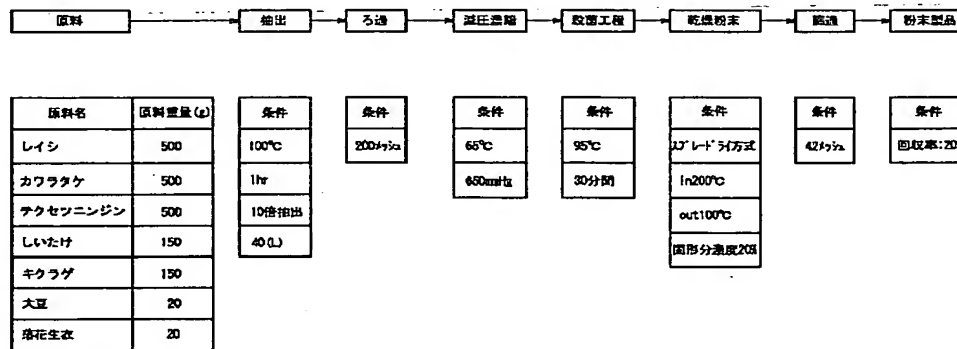 原料 抽出 ろ過 減圧濃縮 殺菌工程 乾燥粉末 篩過 粉末製品
原料名 原料重量(g) 条件 条件 条件 条件 条件 条件 条件
レイシ 500 100℃ 200メッシュ 65℃ 95℃ スプレードライ方式 42メッシュ 回収率:20
カワラタケ 500 1hr 650mmHg 30分間 in200℃
テクセツニンジン 500 10倍抽出 out100℃
しいたけ 150 40(L) 固形分濃度20%
キクラゲ 150
大豆 20
落花生衣 20